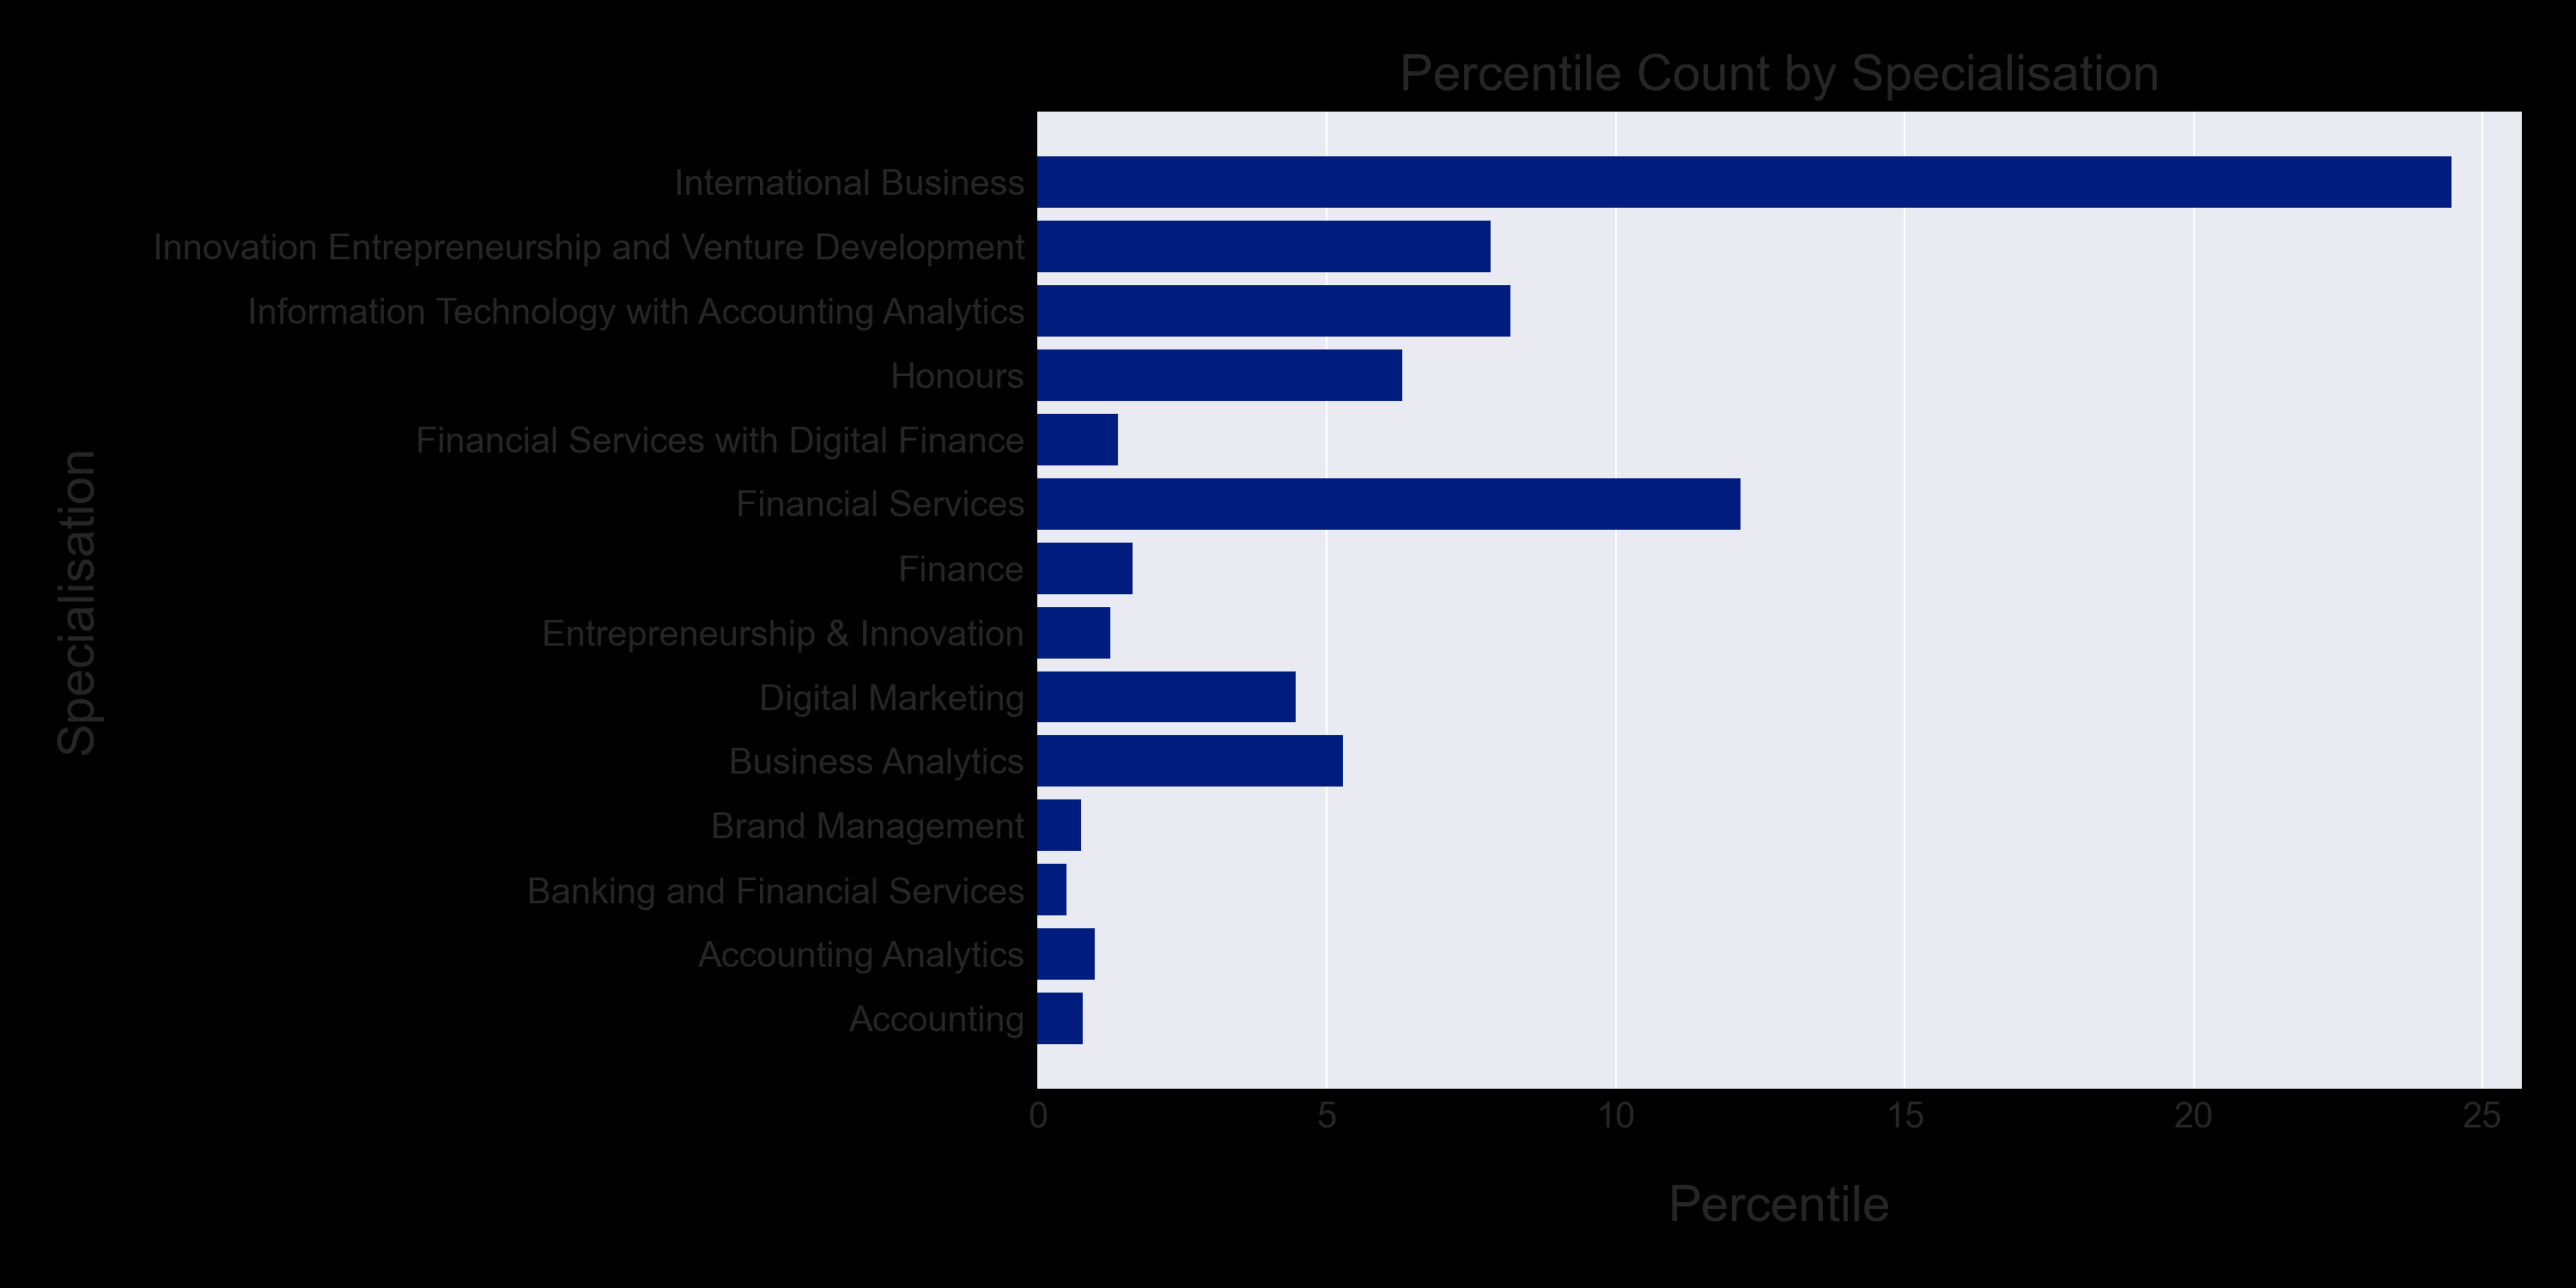 Percentile Count by Specialisation
International Business
Innovation Entrepreneurship and Venture Development
Information Technology with Accounting Analytics
Honours
Financial Services with Digital Finance
Financial Services
Finance
Entrepreneurship & Innovation
Digital Marketing
Business Analytics
Brand Management
Banking and Financial Services
Accounting Analytics
Accounting
Specialisation
0 5 10 15 20 25
Percentile